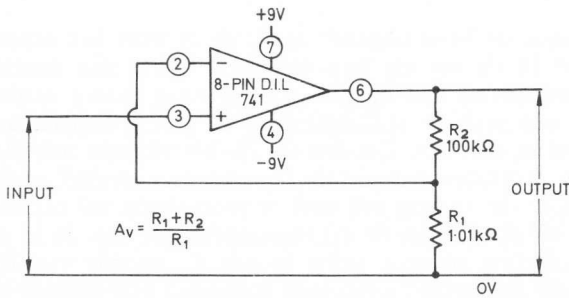 +9V
7
2
−
8-PIN D.I.L
741
6
3
+
4
−9V
R2
100kΩ
INPUT
OUTPUT
Av = R1 + R2 / R1
R1
1·01kΩ
0V